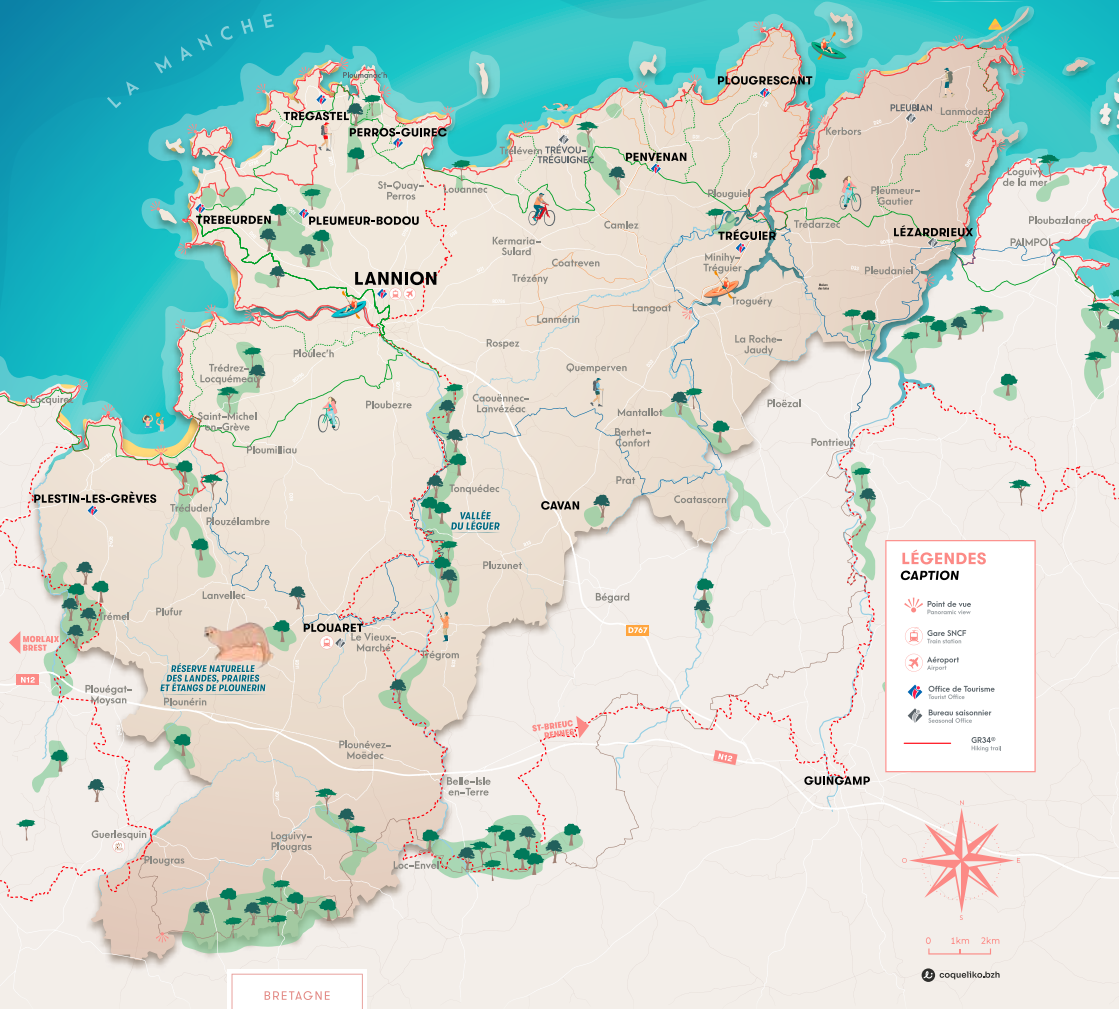 LA MANCHE
Ploumanac'h
TREGASTEL
PERROS-GUIREC
PLOUGRESCANT
PLEUBIAN
Lanmodez
Kerbors
Trélévern
TRÉVOU-
TRÉGUIGNEC
PENVENAN
St-Quay-
Perros
Louannec
Plouguiel
Pleumeur-
Gautier
Loguivy
de la mer
Ploubazlanec
PAIMPOL
TREBEURDEN
PLEUMEUR-BODOU
Camlez
Trédarzec
LÉZARDRIEUX
TRÉGUIER
Kermaria-
Sulard
Coatreven
Minihy-
Tréguier
Pleudaniel
LANNION
Trézény
Troguéry
Langoat
Lanmérin
Rospez
La Roche-
Jaudy
Ploulec'h
Trédrez-
Locquémeau
Quemperven
Locquirec
Caouënnec-
Lanvézéac
Ploubezre
Mantallot
Ploëzal
Saint-Michel
en-Grève
Berhet-
Confort
Pontrieux
Ploumilliau
Prat
PLESTIN-LES-GRÈVES
Tonquédec
Coatascorn
CAVAN
Tréduder
Plouzélambre
VALLÉE
DU LÉGUER
Pluzunet
Lanvellec
Bégard
Trémel
Plufur
PLOUARET
Le Vieux-
Marché
D767
MORLAIX
BREST
Trégrom
RÉSERVE NATURELLE
DES LANDES, PRAIRIES
ET ÉTANGS DE PLOUNERIN
N12
Plouégat-
Moysan
Plounérin
ST-BRIEUC
RENNES
Plounévez-
Moëdec
N12
Belle-Isle
en-Terre
GUINGAMP
Guerlesquin
Loguivy-
Plougras
Plougras
Loc-Envel
LÉGENDES
CAPTION
Point de vue
Panoramic view
Gare SNCF
Train station
Aéroport
Airport
Office de Tourisme
Tourist Office
Bureau saisonnier
Seasonal Office
GR34®
Hiking trail
N
O
E
S
0 1km 2km
coqueliko.bzh
BRETAGNE